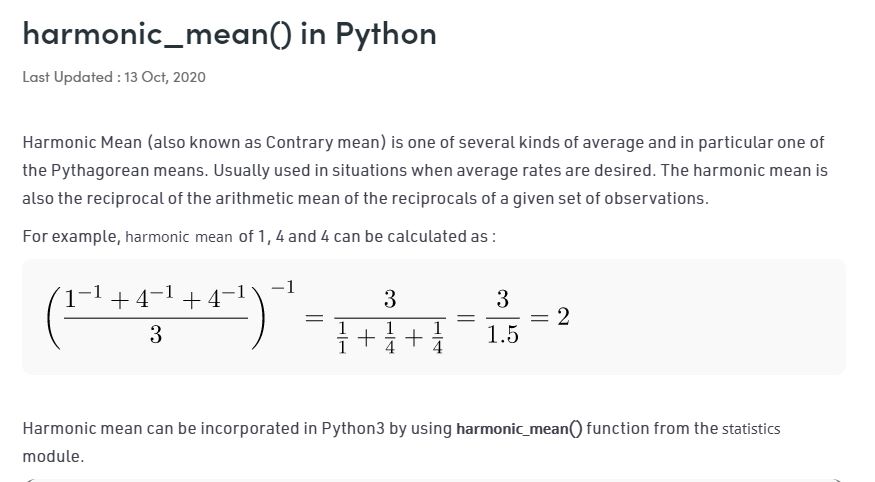 harmonic_mean() in Python
Last Updated : 13 Oct, 2020
Harmonic Mean (also known as Contrary mean) is one of several kinds of average and in particular one of
the Pythagorean means. Usually used in situations when average rates are desired. The harmonic mean is
also the reciprocal of the arithmetic mean of the reciprocals of a given set of observations.
For example, harmonic mean of 1, 4 and 4 can be calculated as :
$\left(\frac{1^{-1} + 4^{-1} + 4^{-1}}{3}\right)^{-1} = \frac{3}{\frac{1}{1} + \frac{1}{4} + \frac{1}{4}} = \frac{3}{1.5} = 2$
Harmonic mean can be incorporated in Python3 by using harmonic_mean() function from the statistics
module.